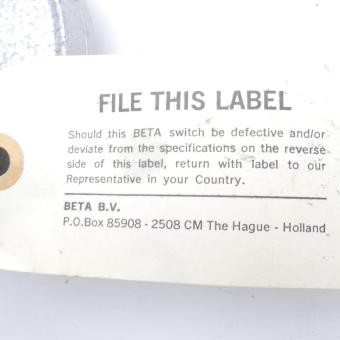 FILE THIS LABEL
Should this BETA switch be defective and/or
deviate from the specifications on the reverse
side of this label, return with label to our
Representative in your Country.
BETA B.V.
P.O.Box 85908 - 2508 CM The Hague - Holland